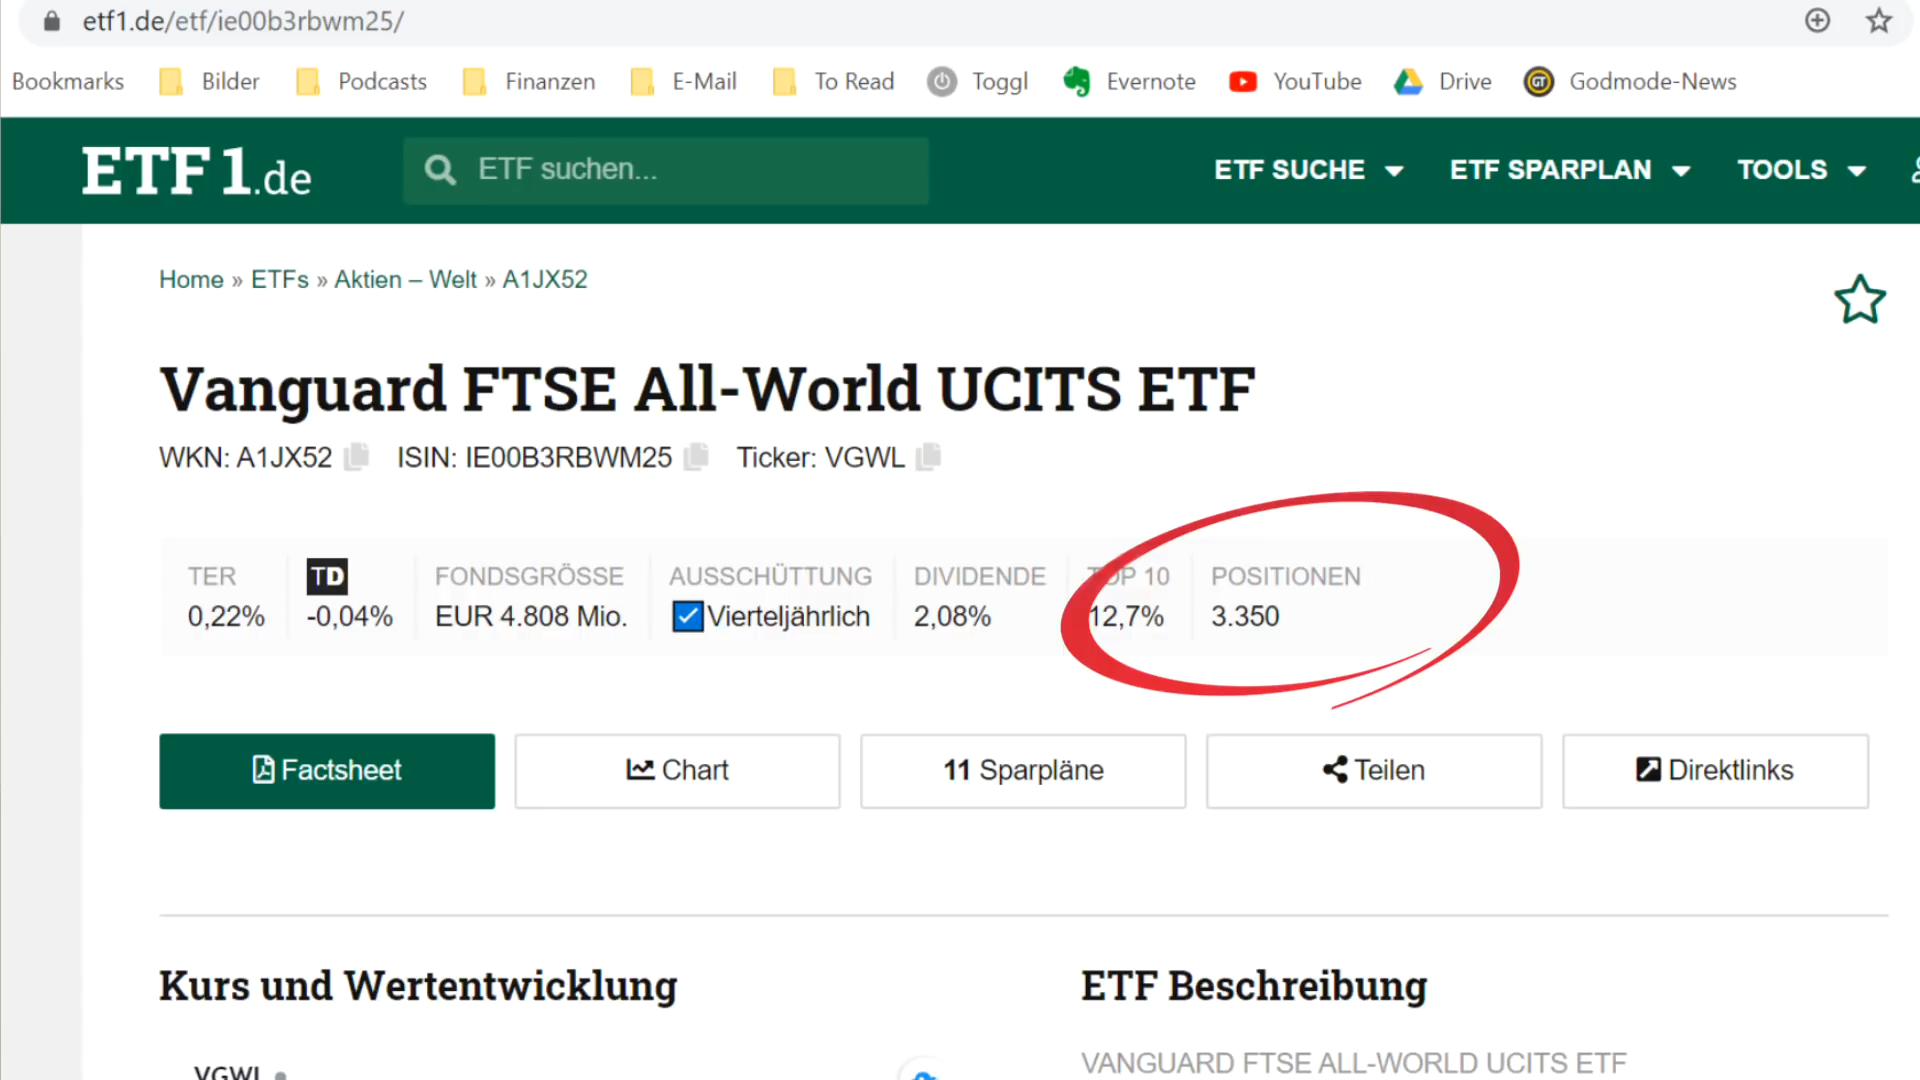 etf1.de/etf/ie00b3rbwm25/
Bookmarks Bilder Podcasts Finanzen E-Mail To Read Toggl Evernote YouTube Drive Godmode-News
ETF1.de ETF suchen... ETF SUCHE ETF SPARPLAN TOOLS
Home » ETFs » Aktien – Welt » A1JX52
Vanguard FTSE All-World UCITS ETF
WKN: A1JX52 ISIN: IE00B3RBWM25 Ticker: VGWL
TER TD FONDSGRÖSSE AUSSCHÜTTUNG DIVIDENDE TOP 10 POSITIONEN
0,22% -0,04% EUR 4.808 Mio. Vierteljährlich 2,08% 12,7% 3.350
Factsheet Chart 11 Sparpläne Teilen Direktlinks
Kurs und Wertentwicklung ETF Beschreibung
VGWL VANGUARD FTSE ALL-WORLD UCITS ETF